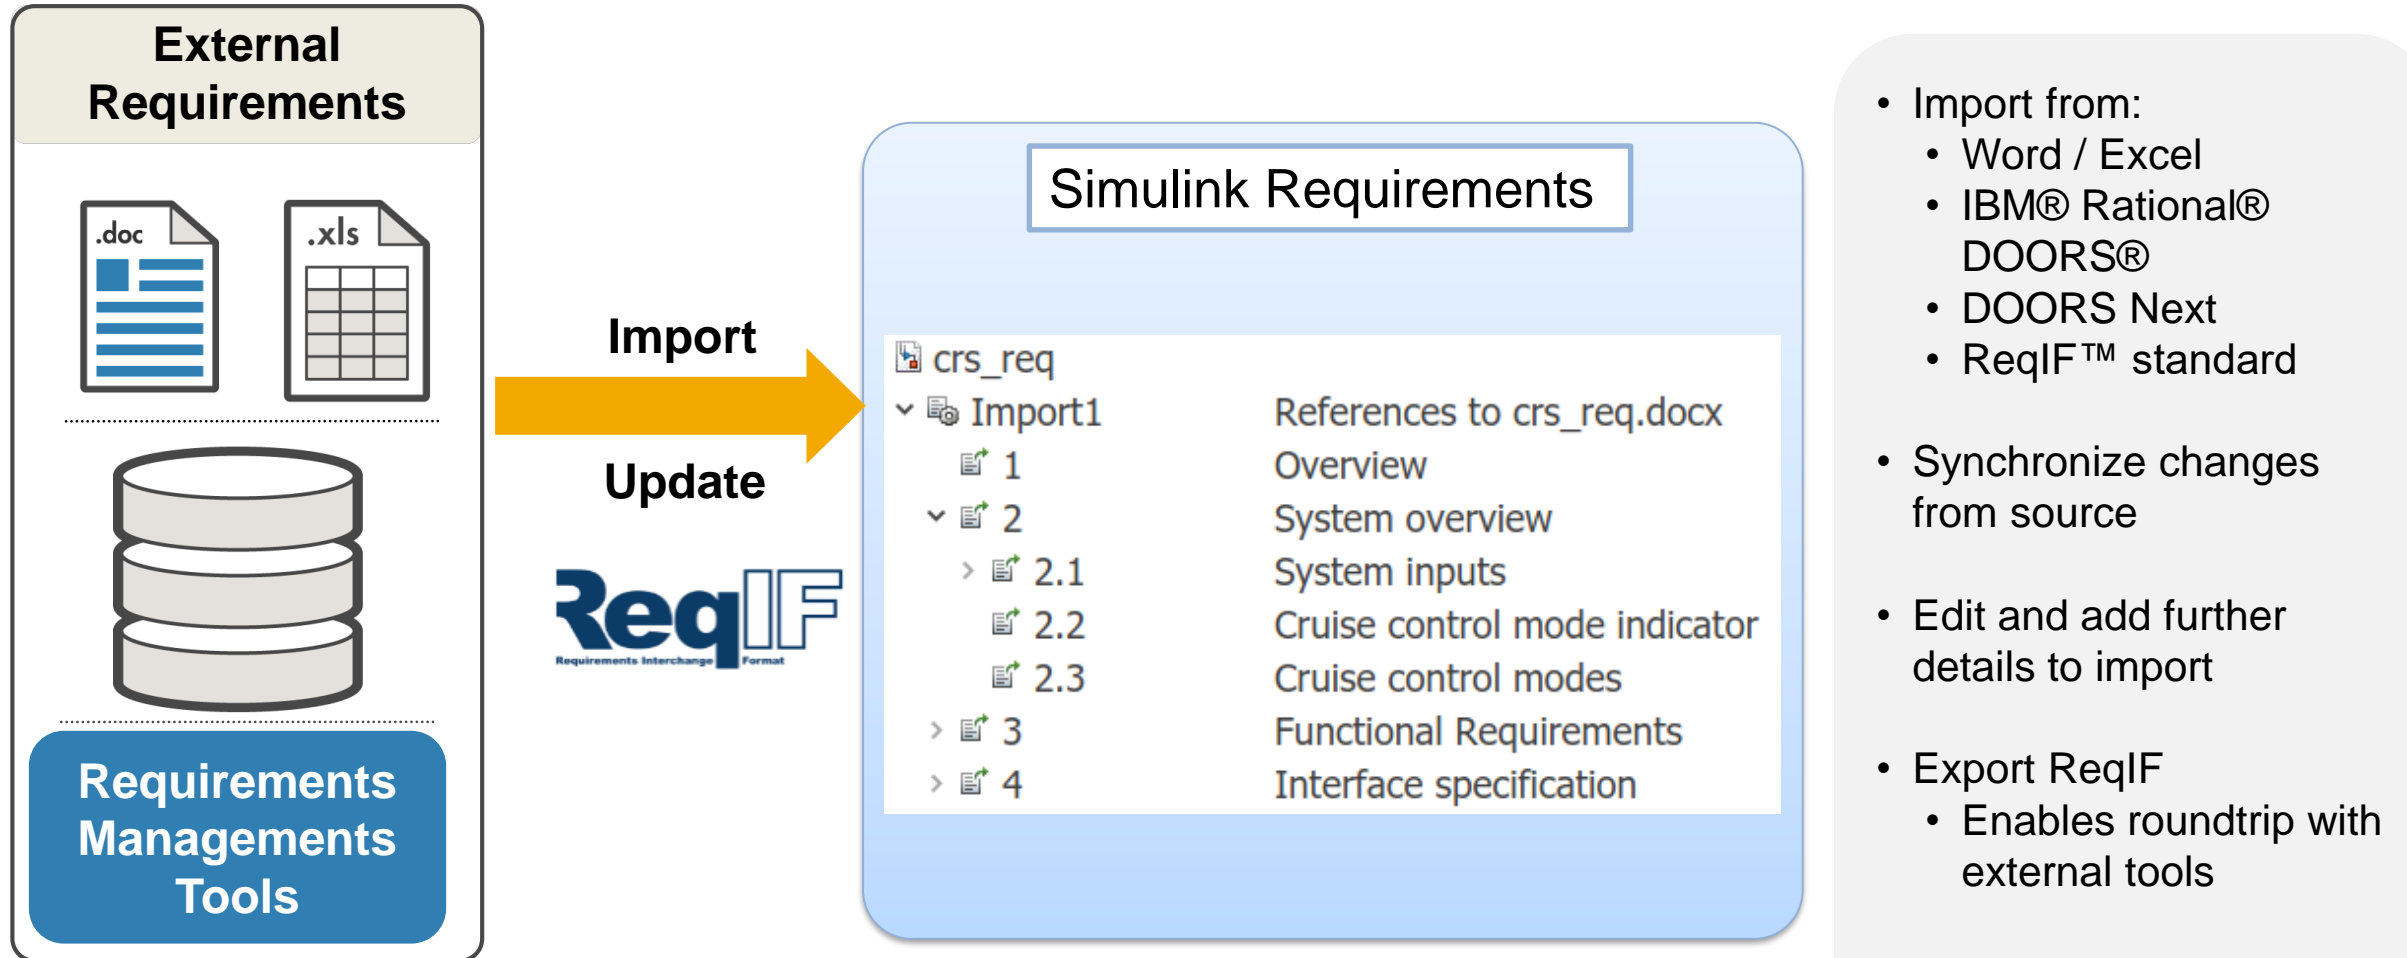 External
Requirements
.doc
.xls
Requirements
Managements
Tools
Import
Update
ReqIF
Requirements Interchange Format
Simulink Requirements
crs_req
Import1 References to crs_req.docx
1 Overview
2 System overview
2.1 System inputs
2.2 Cruise control mode indicator
2.3 Cruise control modes
3 Functional Requirements
4 Interface specification
• Import from:
• Word / Excel
• IBM® Rational®
DOORS®
• DOORS Next
• ReqIF™ standard
• Synchronize changes
from source
• Edit and add further
details to import
• Export ReqIF
• Enables roundtrip with
external tools